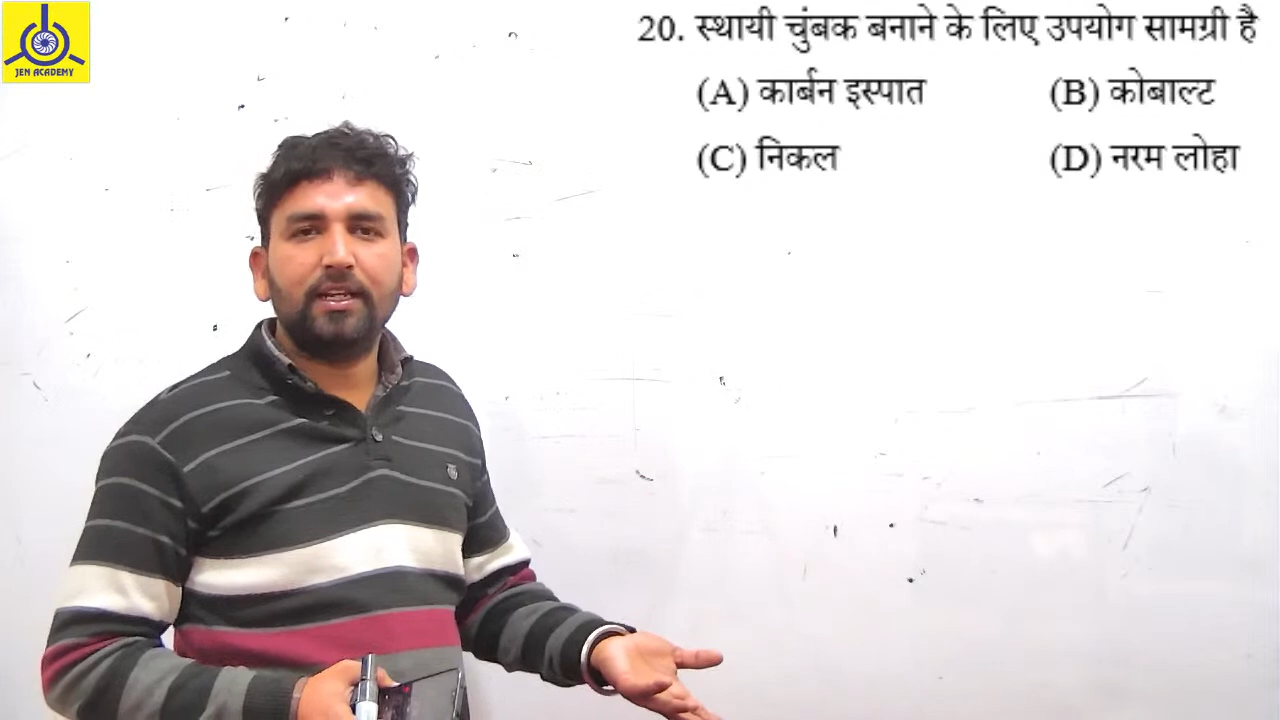 JEN ACADEMY
20. स्थायी चुंबक बनाने के लिए उपयोग सामग्री है
(A) कार्बन इस्पात (B) कोबाल्ट
(C) निकल (D) नरम लोहा